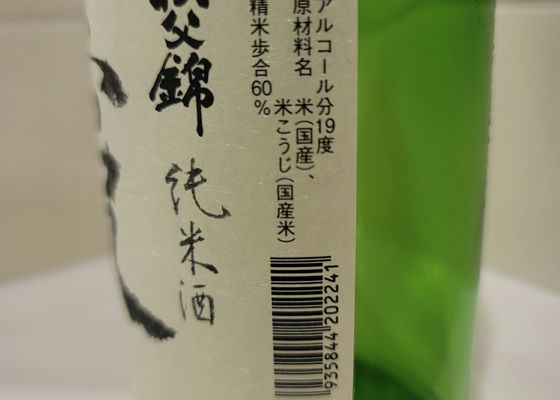 アルコール分19度
原材料名 米(国産)、
米こうじ(国産米)
精米歩合60%
秩父錦
純米酒
935844 202241